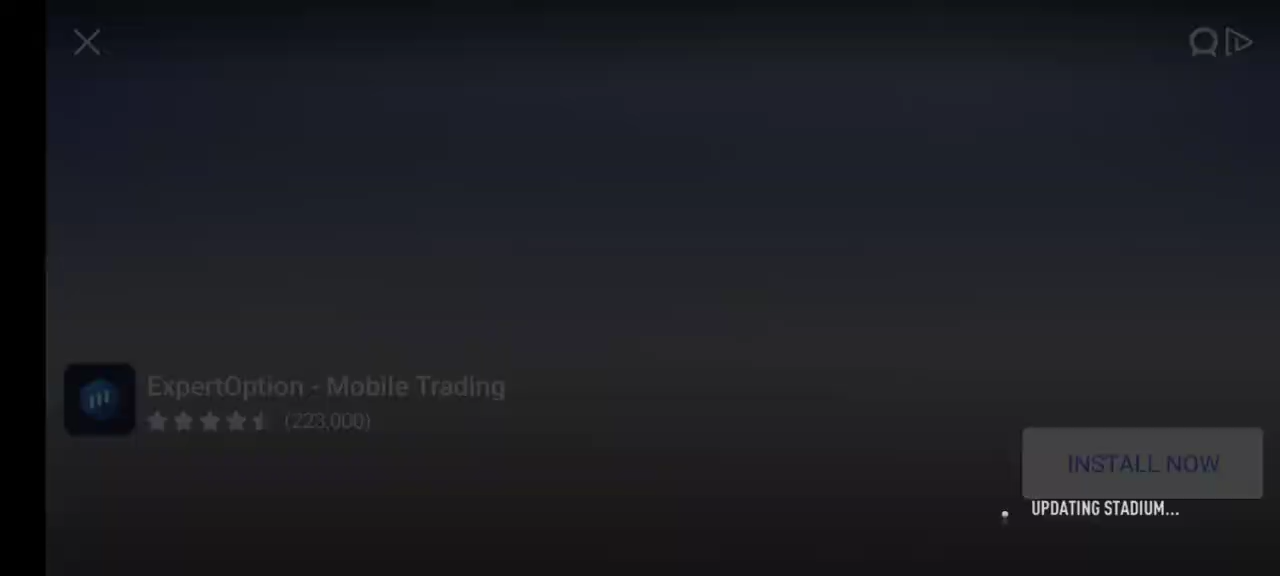 ExpertOption - Mobile Trading
(223,000)
INSTALL NOW
UPDATING STADIUM...